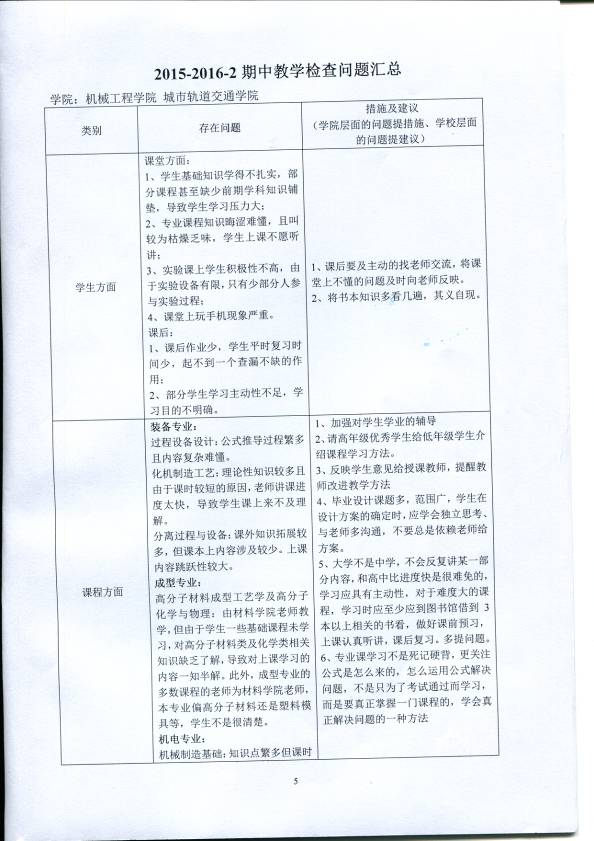 2015-2016-2 期中教学检查问题汇总
学院：机械工程学院 城市轨道交通学院
类别
存在问题
措施及建议
（学院层面的问题提措施、学校层面
的问题提建议）
学生方面
课堂方面：
1、学生基础知识学得不扎实，部
分课程甚至缺少前期学科知识铺
垫，导致学生学习压力大；
2、专业课程知识晦涩难懂，且叫
较为枯燥乏味，学生上课不愿听
讲；
3、实验课上学生积极性不高，由
于实验设备有限，只有少部分人参
与实验过程；
4、课堂上玩手机现象严重。
课后：
1、课后作业少，学生平时复习时
间少，起不到一个查漏不缺的作
用；
2、部分学生学习主动性不足，学
习目的不明确。
1、课后要及主动的找老师交流，将课
堂上不懂的问题及时向老师反映。
2、将书本知识多看几遍，其义自现。
课程方面
装备专业：
过程设备设计：公式推导过程繁多
且内容复杂难懂。
化机制造工艺；理论性知识较多且
由于课时较短的原因，老师讲课进
度太快，导致学生课上来不及理
解。
分离过程与设备：课外知识拓展较
多，但课本上内容涉及较少。上课
内容跳跃性较大。
成型专业：
高分子材料成型工艺学及高分子
化学与物理：由材料学院老师教
学，但由于学生一些基础课程未学
习，对高分子材料类及化学类相关
知识缺乏了解，导致对上课学习的
内容一知半解。此外，成型专业的
多数课程的老师为材料学院老师，
本专业偏高分子材料还是塑料模
具等，学生不是很清楚。
机电专业：
机械制造基础：知识点繁多但课时
1、加强对学生学业的辅导
2、请高年级优秀学生给低年级学生介
绍课程学习方法。
3、反映学生意见给授课教师，提醒教
师改进教学方法
4、毕业设计课题多，范围广，学生在
设计方案的确定时，应学会独立思考、
与老师多沟通，不要总是依赖老师给
方案。
5、大学不是中学，不会反复讲某一部
分内容，和高中比进度快是很难免的，
学习应具有主动性，对于难度大的课
程，学习时应至少应到图书馆借到 3
本以上相关的书看，做好课前预习，
上课认真听讲，课后复习。多提问题。
6、专业课学习不是死记硬背，更关注
公式是怎么来的，怎么运用公式解决
问题，不是只为了考试通过而学习，
而是要真正掌握一门课程的，学会真
正解决问题的一种方法
5